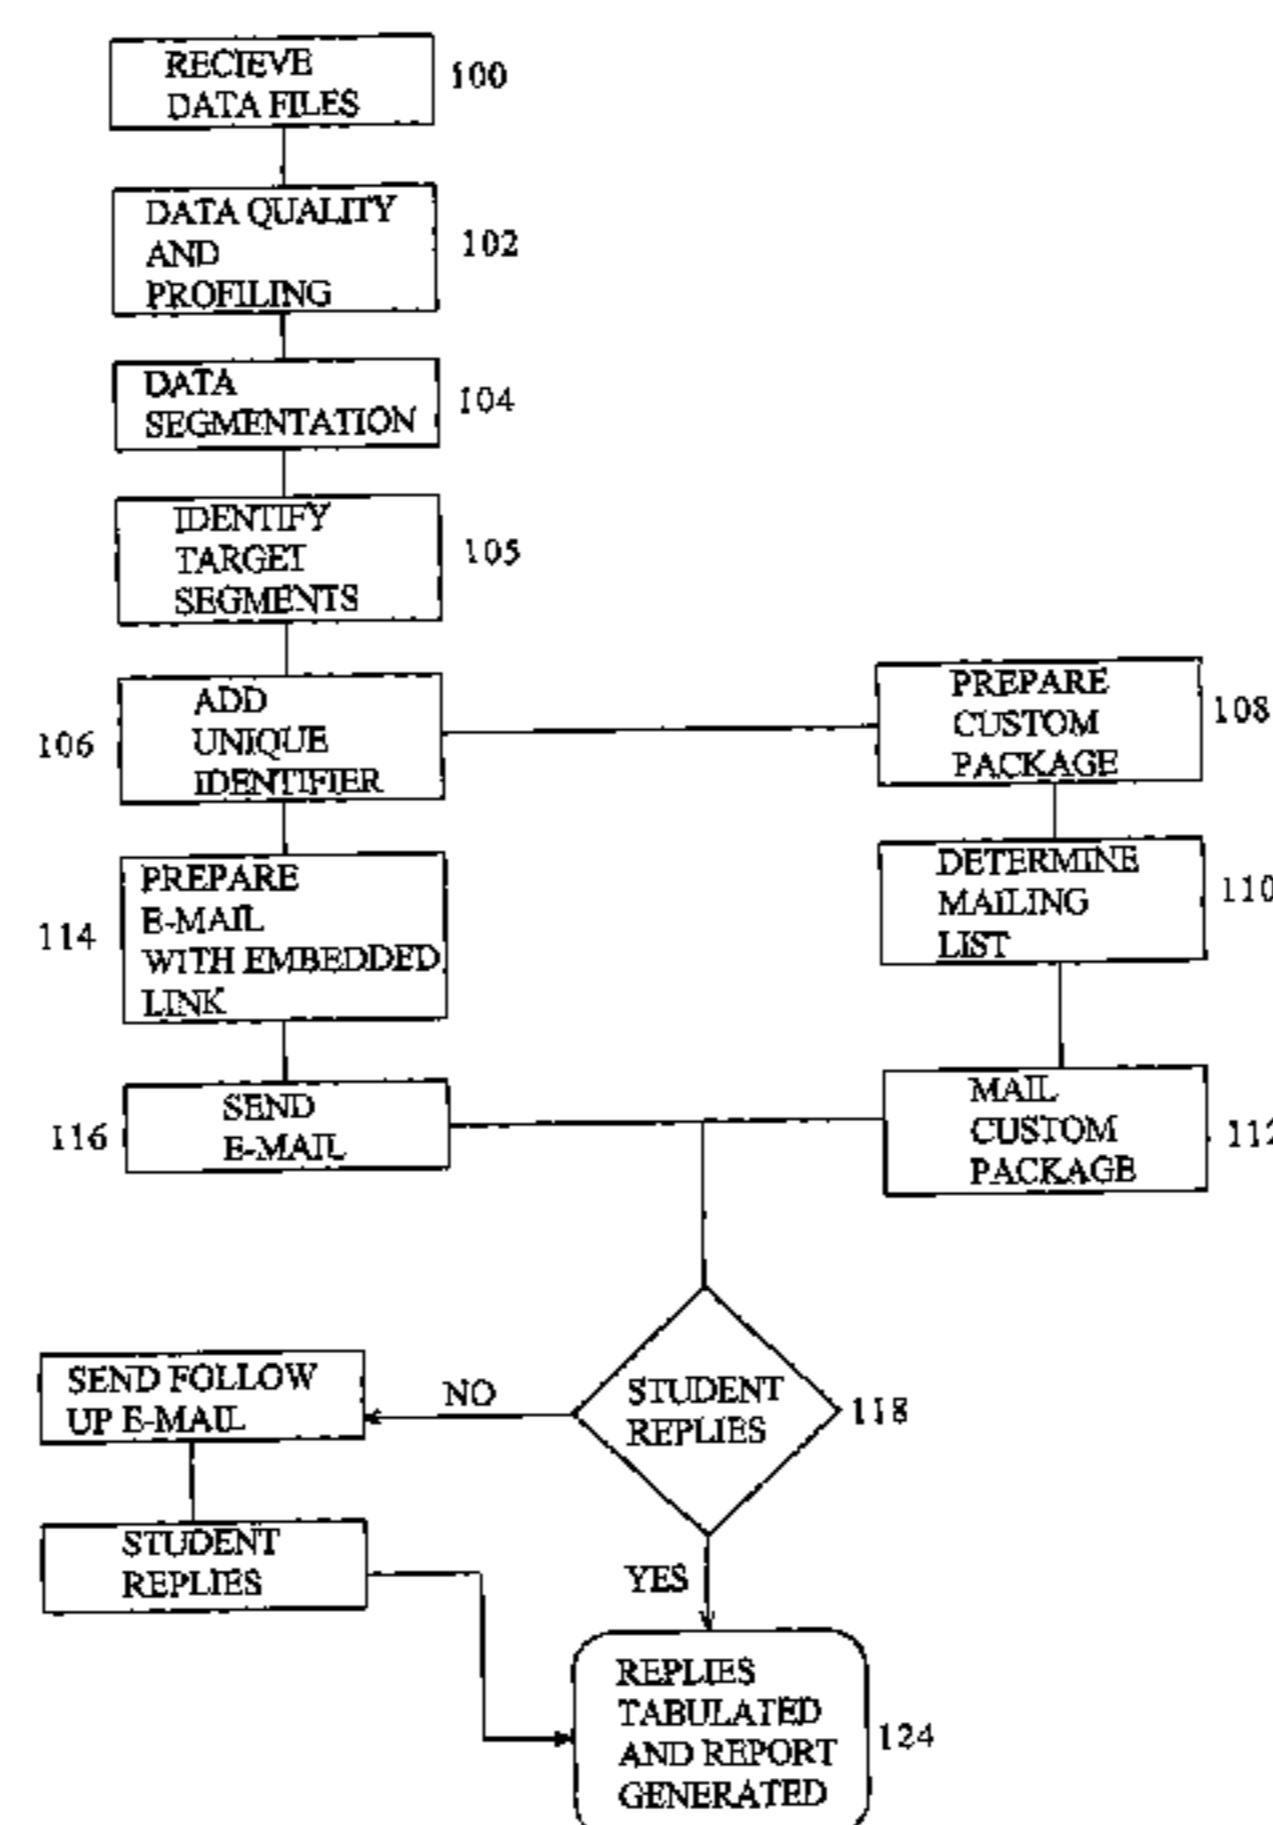 RECIEVE
DATA FILES
100
DATA QUALITY
AND
PROFILING
102
DATA
SEGMENTATION
104
IDENTIFY
TARGET
SEGMENTS
105
ADD
UNIQUE
IDENTIFIER
106
PREPARE
CUSTOM
PACKAGE
108
DETERMINE
MAILING
LIST
110
PREPARE
E-MAIL
WITH EMBEDDED
LINK
114
SEND
E-MAIL
116
MAIL
CUSTOM
PACKAGE
112
STUDENT
REPLIES
118
NO
SEND FOLLOW
UP E-MAIL
STUDENT
REPLIES
YES
REPLIES
TABULATED
AND REPORT
GENERATED
124